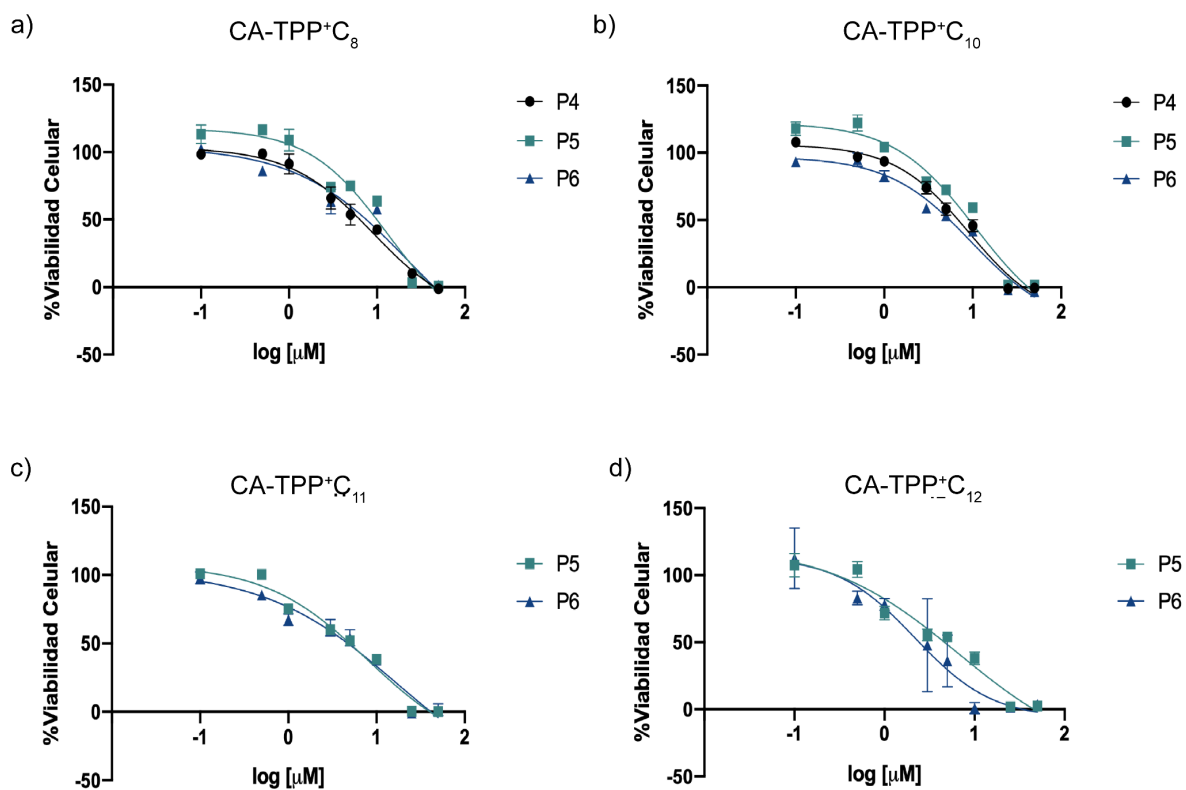 a)
CA-TPP⁺C₈
150
100
50
0
-50
-1
0
1
2
%Viabilidad Celular
log [μM]
P4
P5
P6
b)
CA-TPP⁺C₁₀
150
100
50
0
-50
-1
0
1
2
%Viabilidad Celular
log [μM]
P4
P5
P6
c)
CA-TPP⁺C₁₁
150
100
50
0
-50
-1
0
1
2
%Viabilidad Celular
log [μM]
P5
P6
d)
CA-TPP⁺C₁₂
150
100
50
0
-50
-1
0
1
2
%Viabilidad Celular
log [μM]
P5
P6